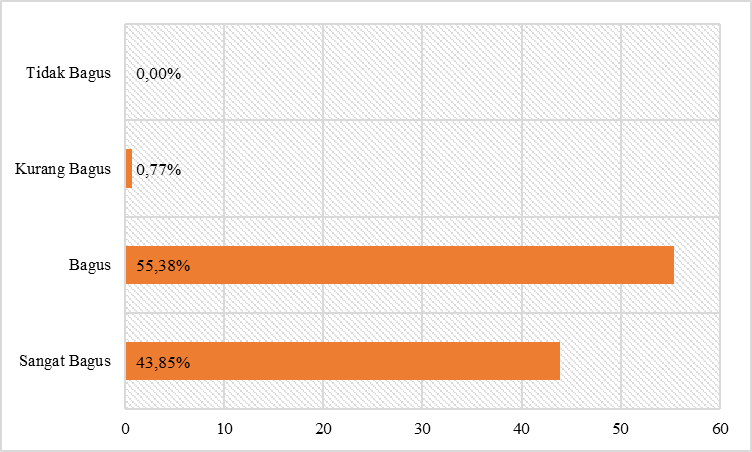 Tidak Bagus 0,00%
Kurang Bagus 0,77%
Bagus 55,38%
Sangat Bagus 43,85%
0 10 20 30 40 50 60